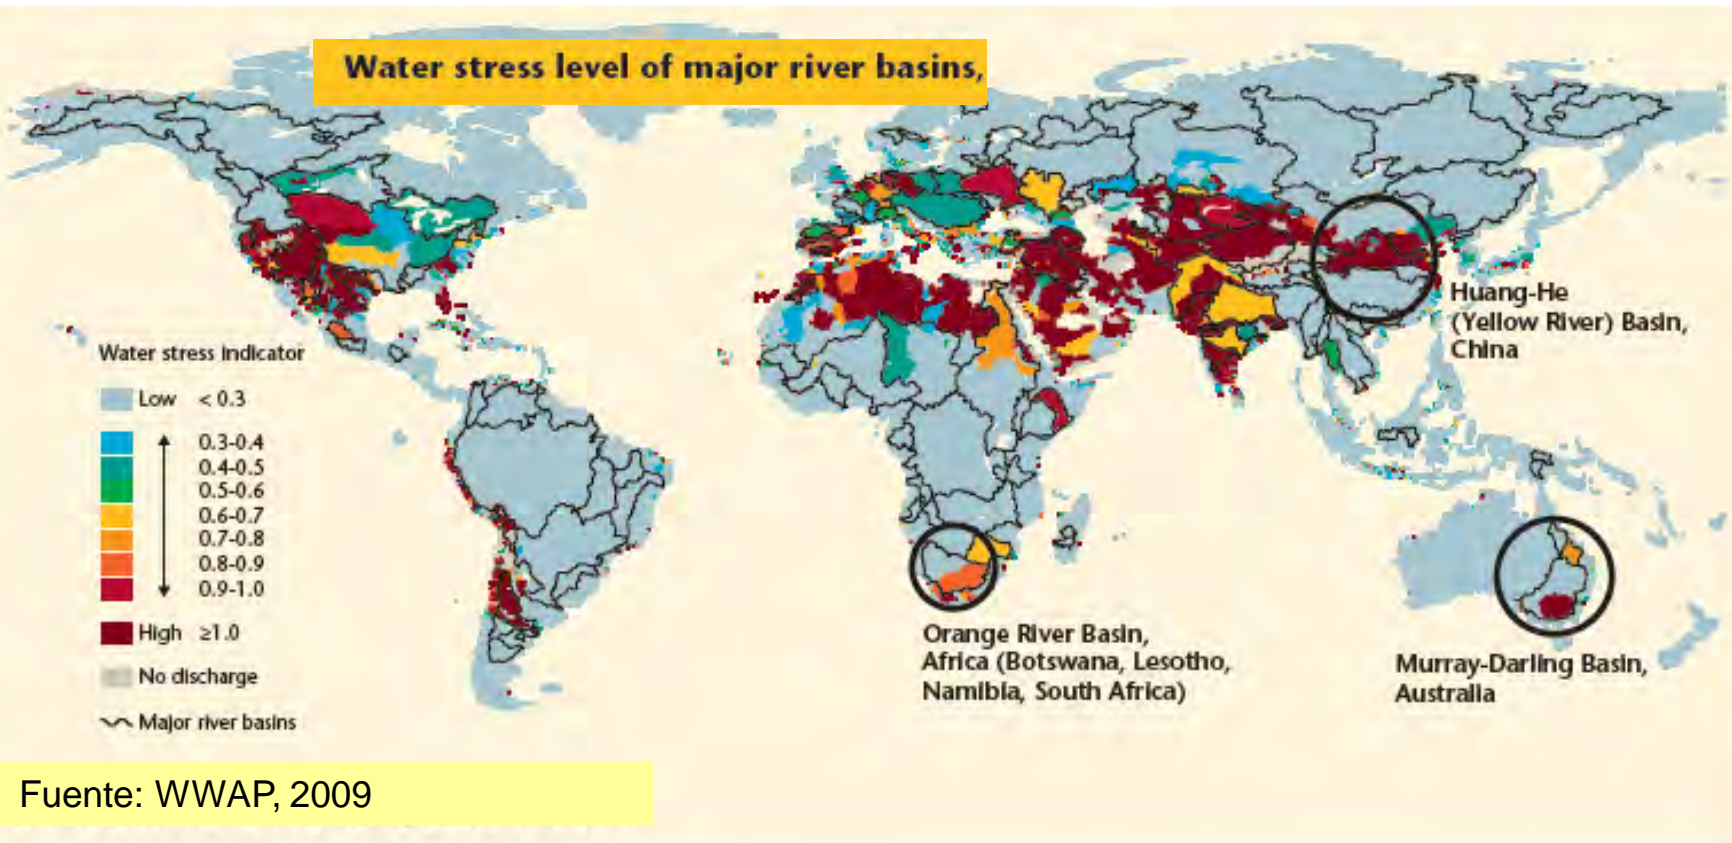 Water stress level of major river basins,
Huang-He
(Yellow River) Basin,
China
Water stress indicator
Low < 0.3
0.3-0.4
0.4-0.5
0.5-0.6
0.6-0.7
0.7-0.8
0.8-0.9
0.9-1.0
High ≥1.0
No discharge
Major river basins
Orange River Basin,
Africa (Botswana, Lesotho,
Namibia, South Africa)
Murray-Darling Basin,
Australia
Fuente: WWAP, 2009